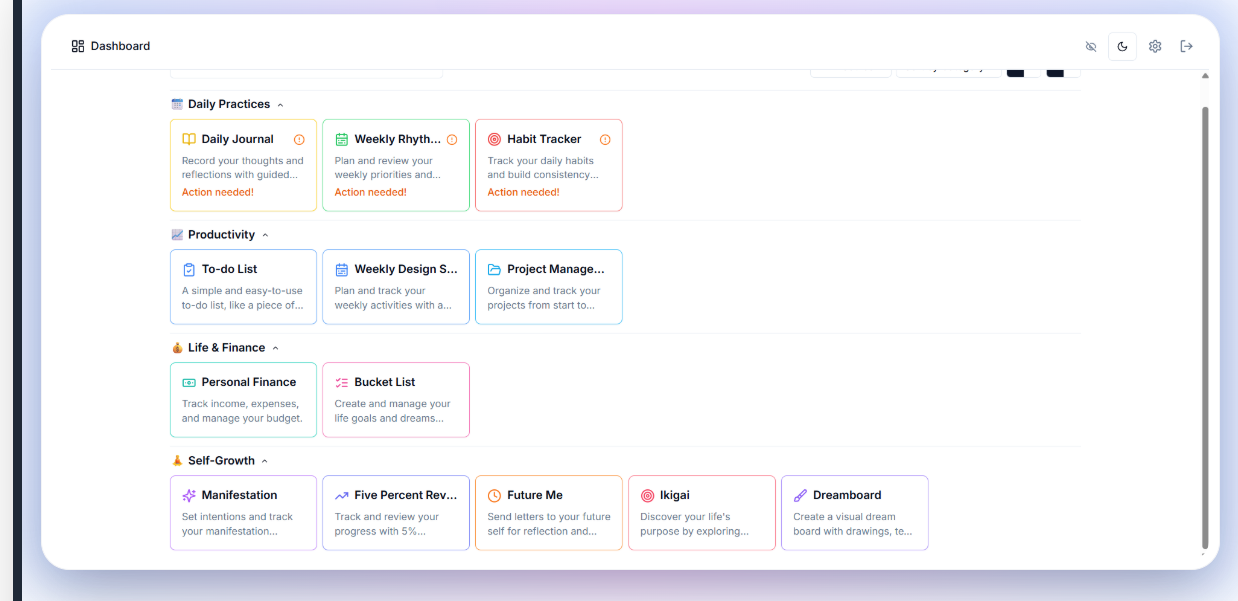 Dashboard
Daily Practices
Daily Journal
Record your thoughts and
reflections with guided...
Action needed!
Weekly Rhyth...
Plan and review your
weekly priorities and...
Action needed!
Habit Tracker
Track your daily habits
and build consistency...
Action needed!
Productivity
To-do List
A simple and easy-to-use
to-do list, like a piece of...
Weekly Design S...
Plan and track your
weekly activities with a...
Project Manage...
Organize and track your
projects from start to...
Life & Finance
Personal Finance
Track income, expenses,
and manage your budget.
Bucket List
Create and manage your
life goals and dreams...
Self-Growth
Manifestation
Set intentions and track
your manifestation...
Five Percent Rev...
Track and review your
progress with 5%...
Future Me
Send letters to your future
self for reflection and...
Ikigai
Discover your life's
purpose by exploring...
Dreamboard
Create a visual dream
board with drawings, te...